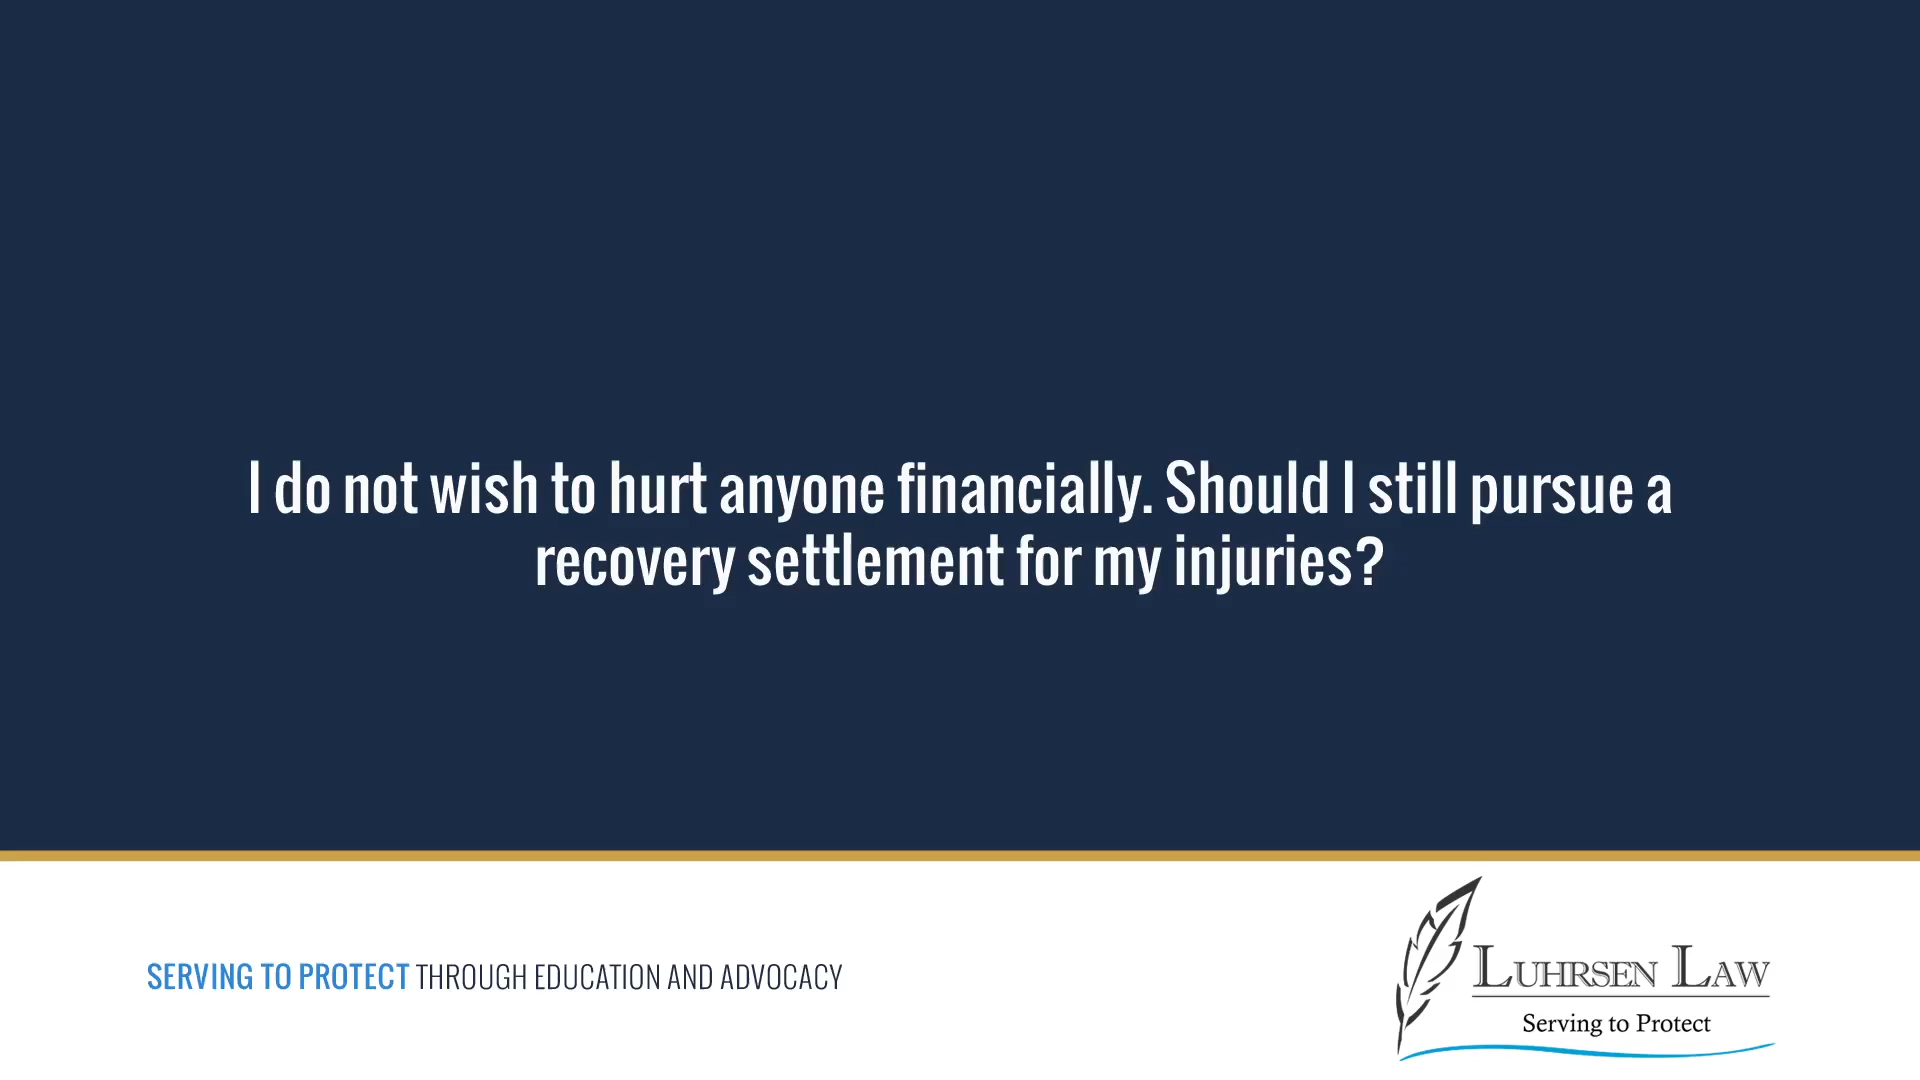 I do not wish to hurt anyone financially. Should I still pursue a
recovery settlement for my injuries?
SERVING TO PROTECT THROUGH EDUCATION AND ADVOCACY
LUHRSEN LAW
Serving to Protect